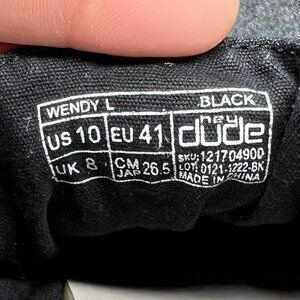 WENDY L BLACK
US 10 EU 41 hey dude
UK 8 CM JAP 26.5
SKU:121704900
LOT: 0121-1222-BK
MADE IN CHINA